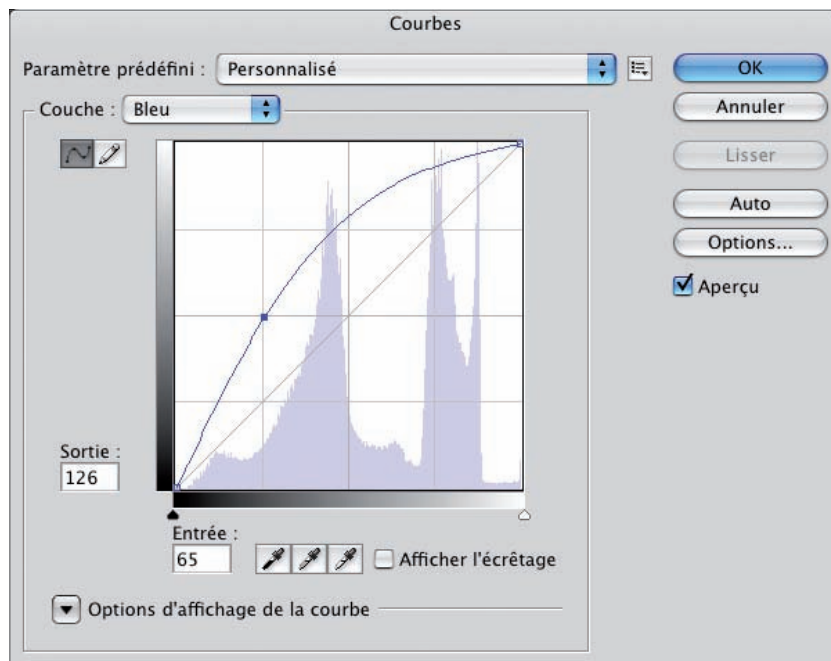 Courbes
Paramètre prédéfini : Personnalisé
OK
Couche : Bleu
Annuler
Lisser
Auto
Options...
Aperçu
Sortie :
126
Entrée :
65
Afficher l'écrêtage
Options d'affichage de la courbe